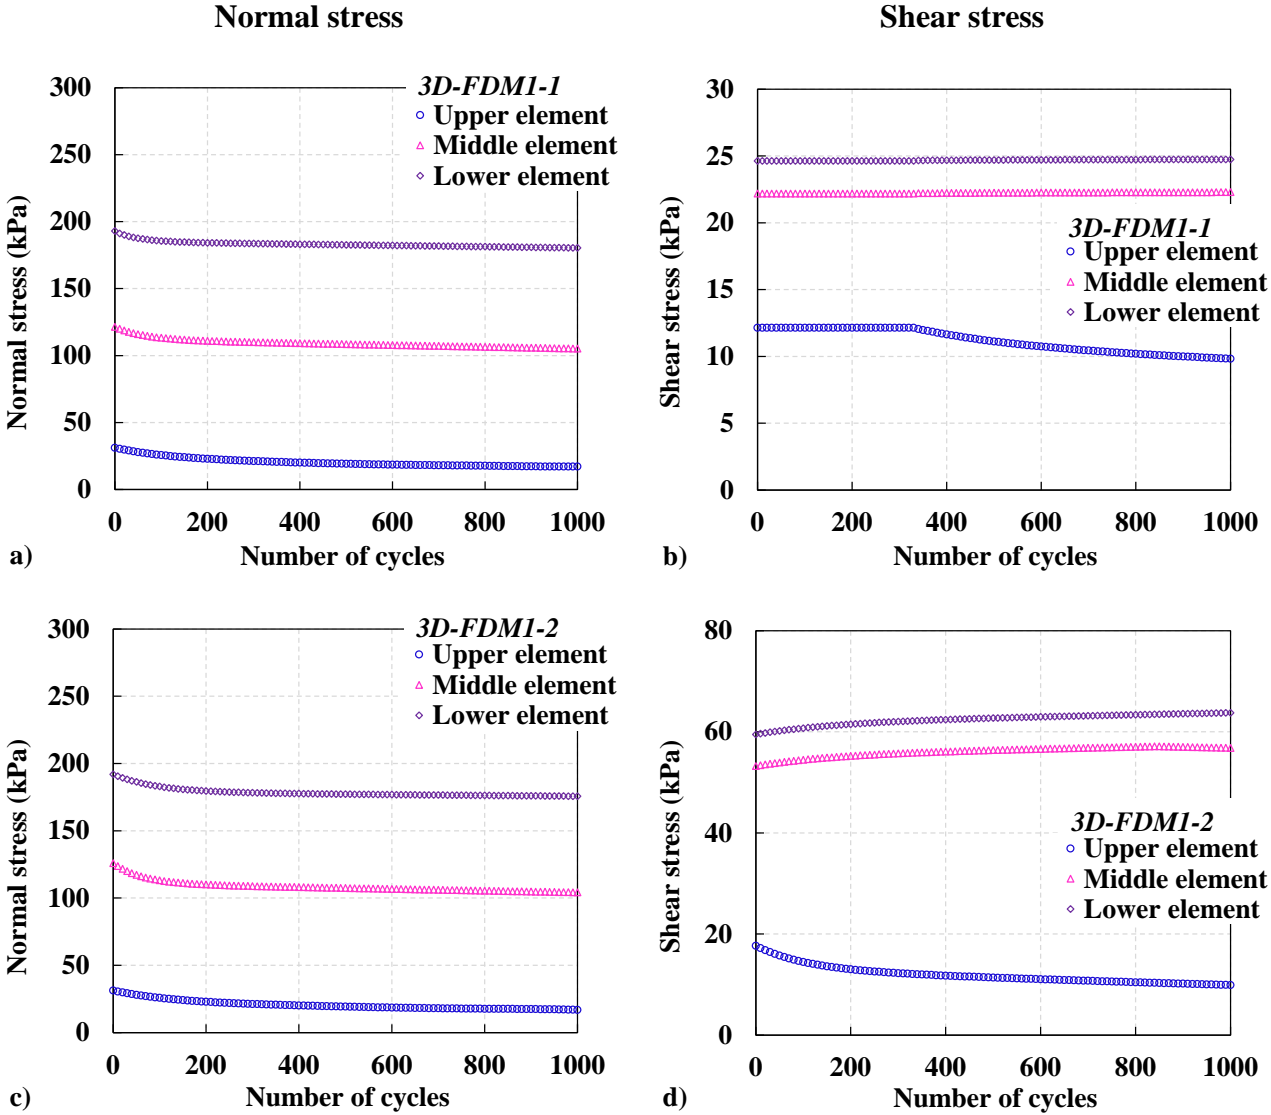 Normal stress
Shear stress
300
250
200
150
100
50
0
Normal stress (kPa)
3D-FDM1-1
Upper element
Middle element
Lower element
0 200 400 600 800 1000
Number of cycles
a)
30
25
20
15
10
5
0
Shear stress (kPa)
3D-FDM1-1
Upper element
Middle element
Lower element
0 200 400 600 800 1000
Number of cycles
b)
300
250
200
150
100
50
0
Normal stress (kPa)
3D-FDM1-2
Upper element
Middle element
Lower element
0 200 400 600 800 1000
Number of cycles
c)
80
60
40
20
0
Shear stress (kPa)
3D-FDM1-2
Upper element
Middle element
Lower element
0 200 400 600 800 1000
Number of cycles
d)